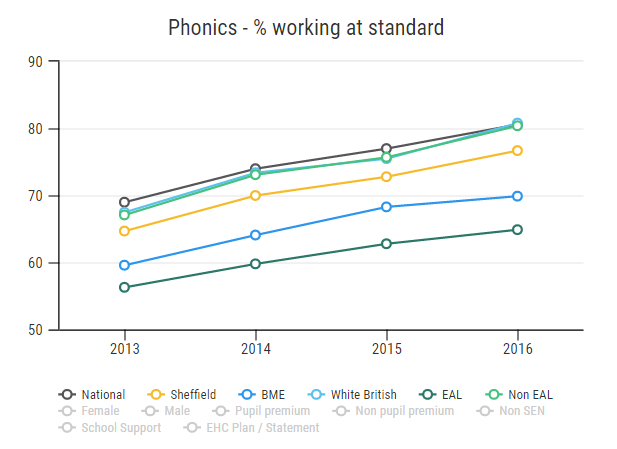 Phonics - % working at standard
90
80
70
60
50
2013 2014 2015 2016
National Sheffield BME White British EAL Non EAL
Female Male Pupil premium Non pupil premium Non SEN
School Support EHC Plan / Statement